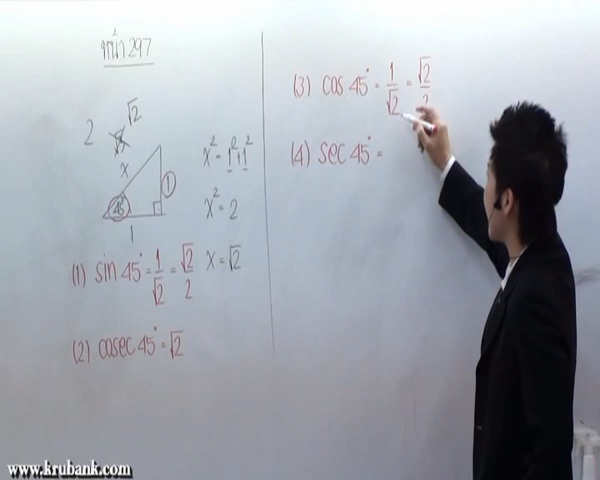 หน้า 297
2
√2
x
1
45°
1
x² = 1² + 1²
x² = 2
x = √2
(1) sin 45° = 1/√2 = √2/2
(2) cosec 45° = √2
(3) cos 45° = 1/√2 = √2/2
(4) sec 45° =
www.krubank.com